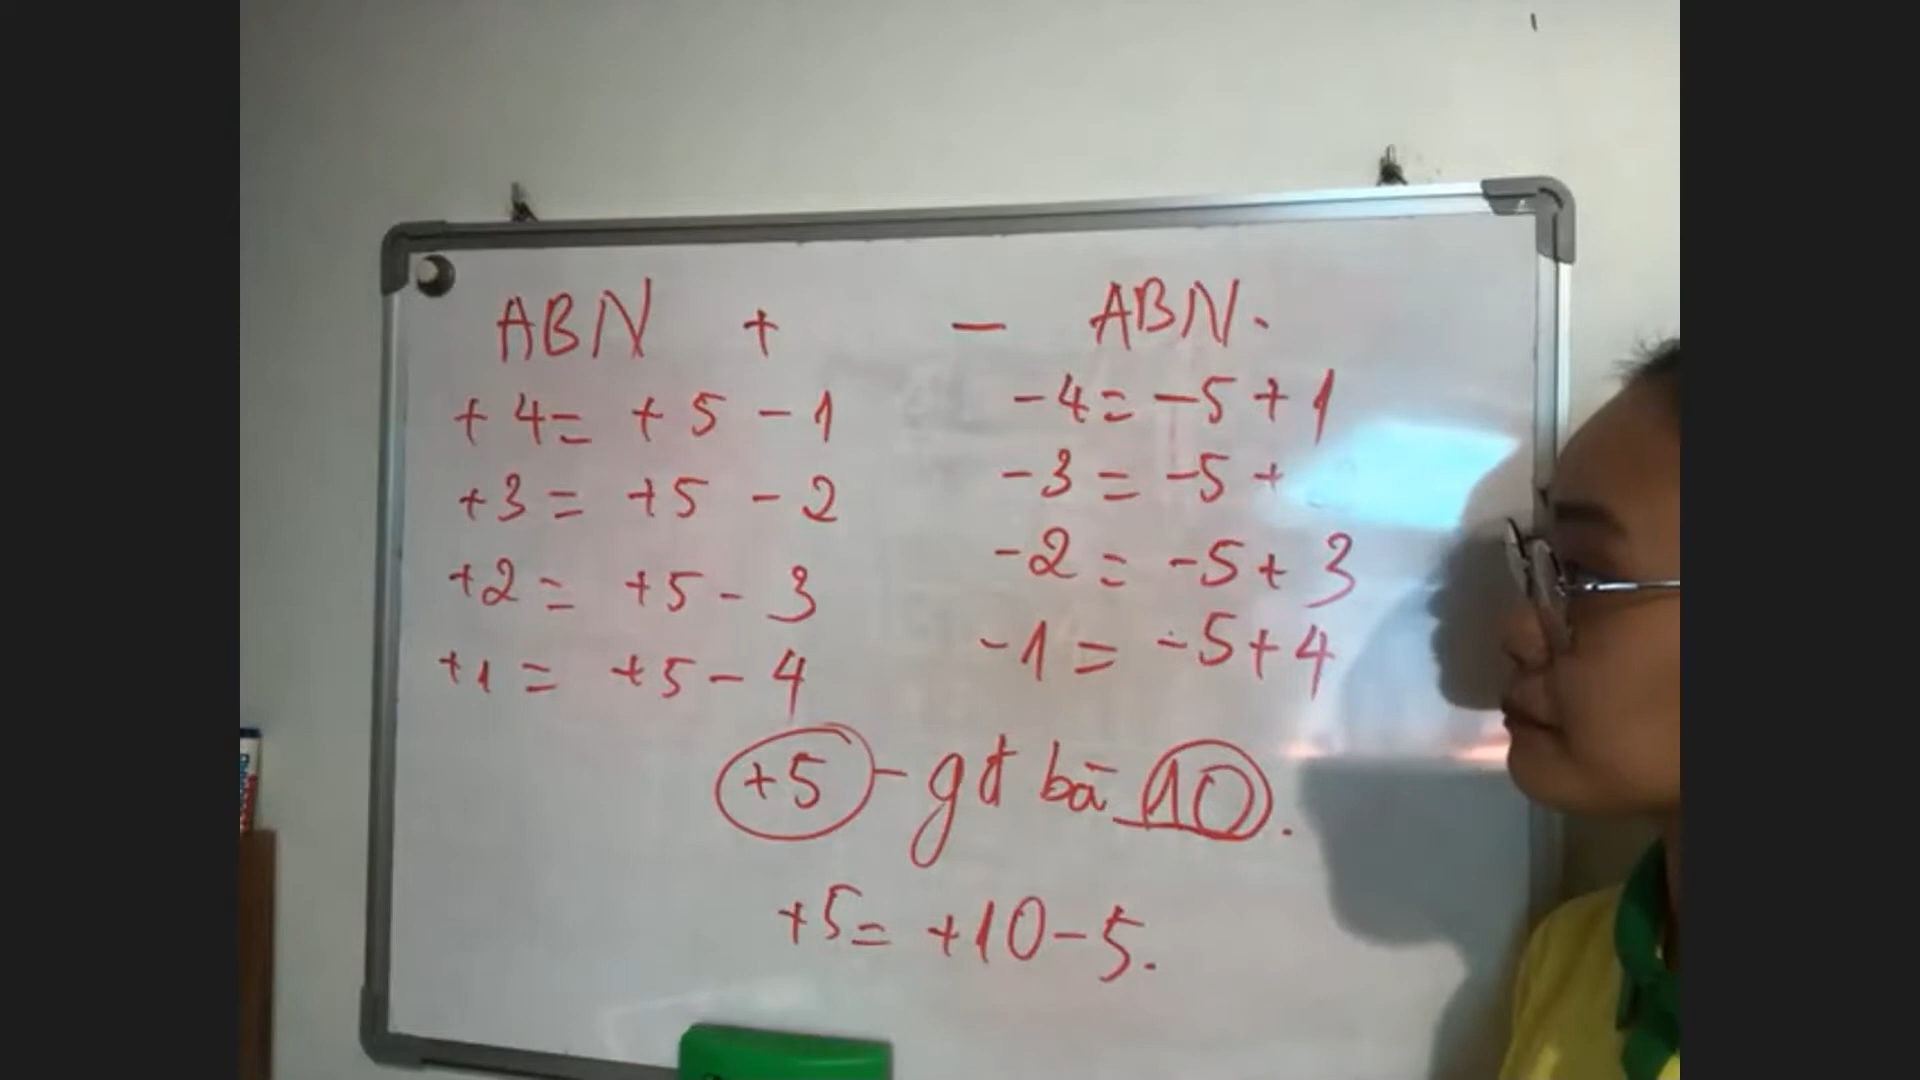 ABN + - ABN.
+4= +5-1 -4=-5+1
+3= +5-2 -3=-5+
+2= +5-3 -2=-5+3
+1= +5-4 -1=-5+4
+5 - gđ bà 10.
+5=+10-5.